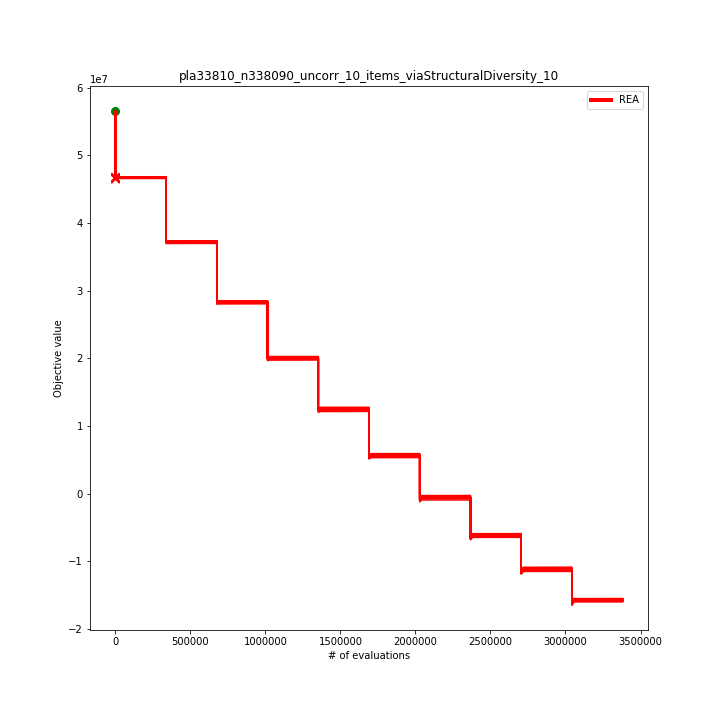 pla33810_n338090_uncorr_10_items_viaStructuralDiversity_10
1e7
REA
6
5
4
3
2
1
0
−1
−2
Objective value
0 500000 1000000 1500000 2000000 2500000 3000000 3500000
# of evaluations